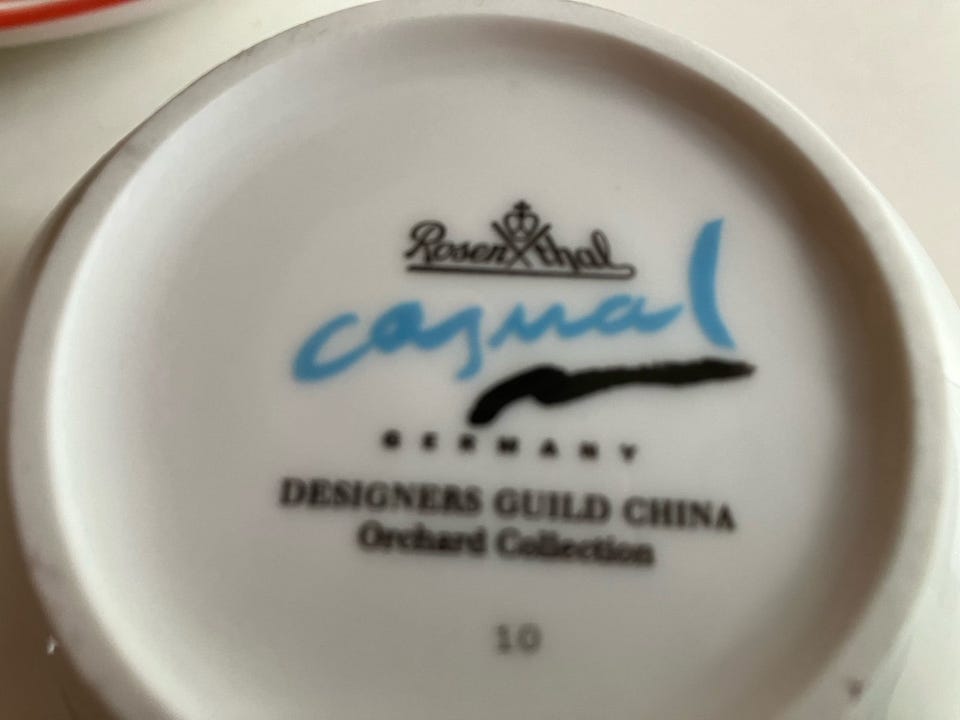 Rosenthal
casual
GERMANY
DESIGNERS GUILD CHINA
Orchard Collection
10